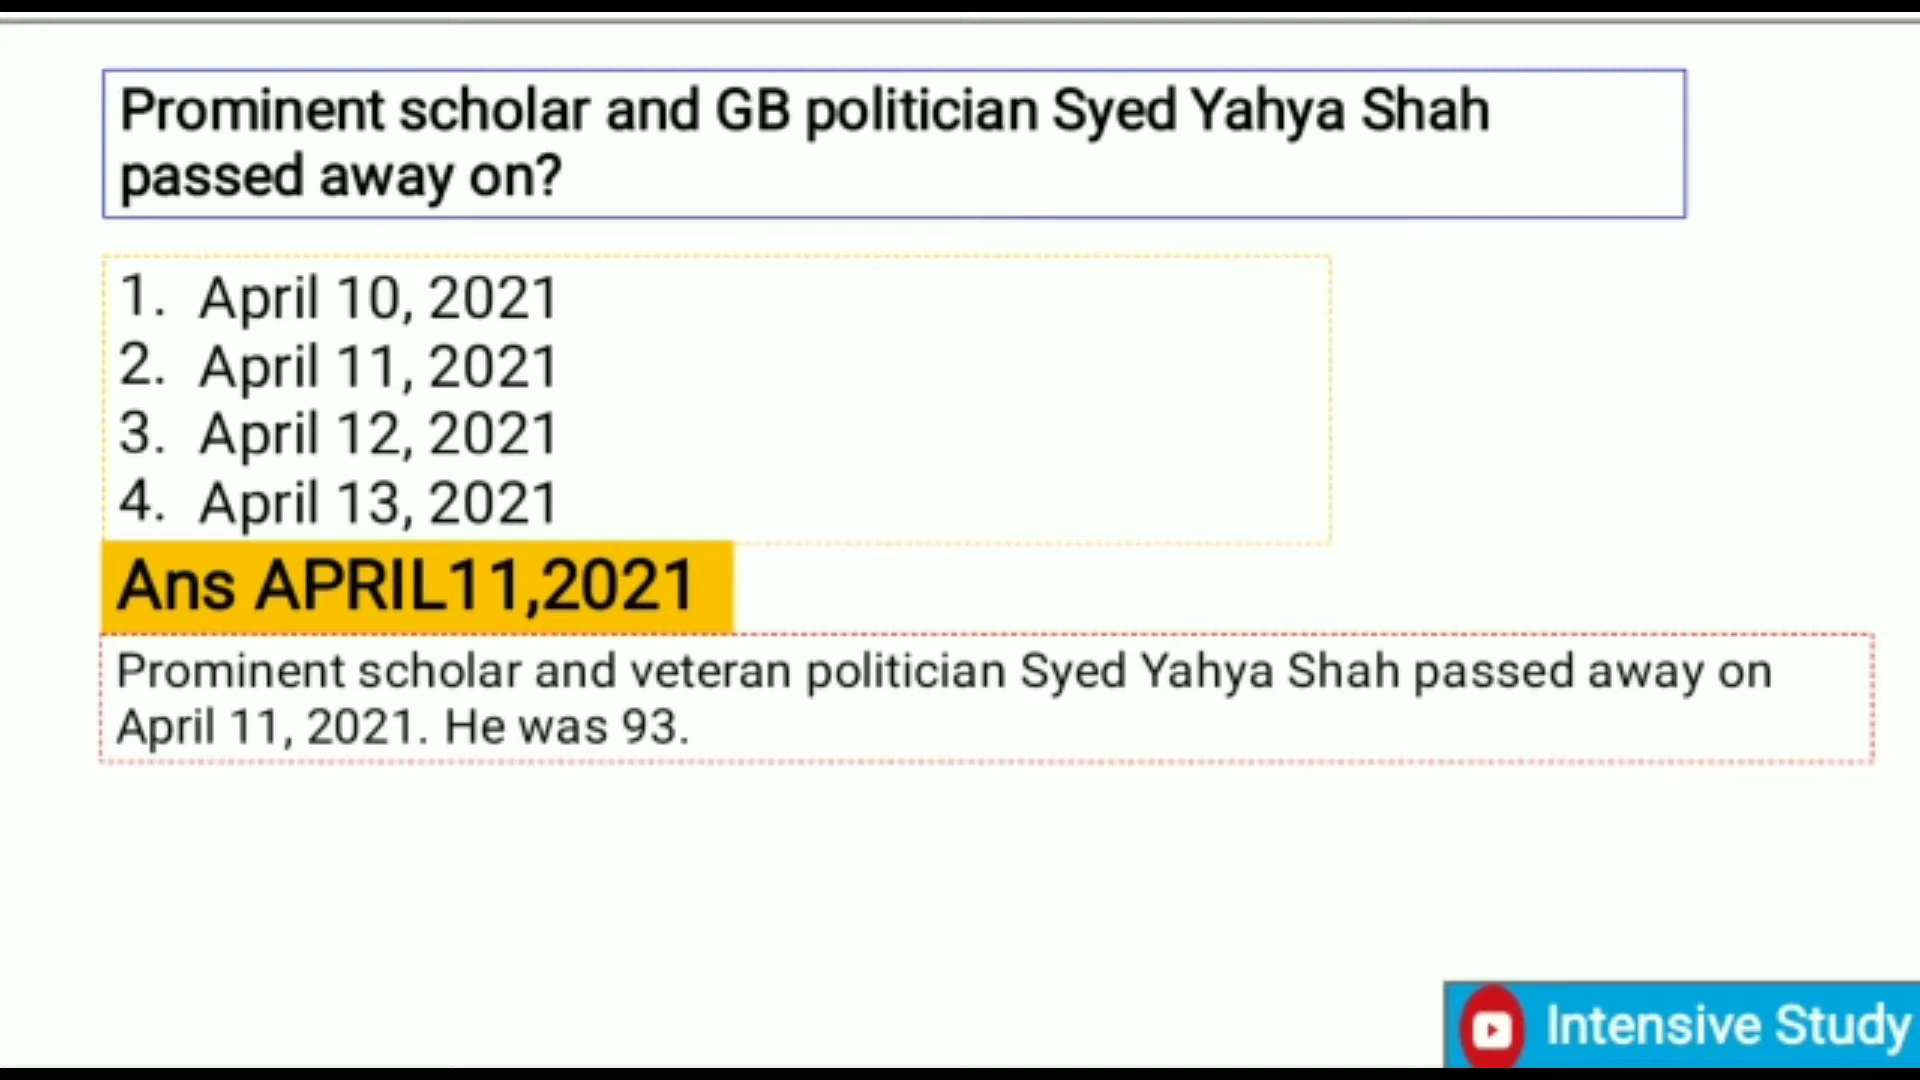 Prominent scholar and GB politician Syed Yahya Shah
passed away on?
1. April 10, 2021
2. April 11, 2021
3. April 12, 2021
4. April 13, 2021
Ans APRIL11,2021
Prominent scholar and veteran politician Syed Yahya Shah passed away on
April 11, 2021. He was 93.
Intensive Study